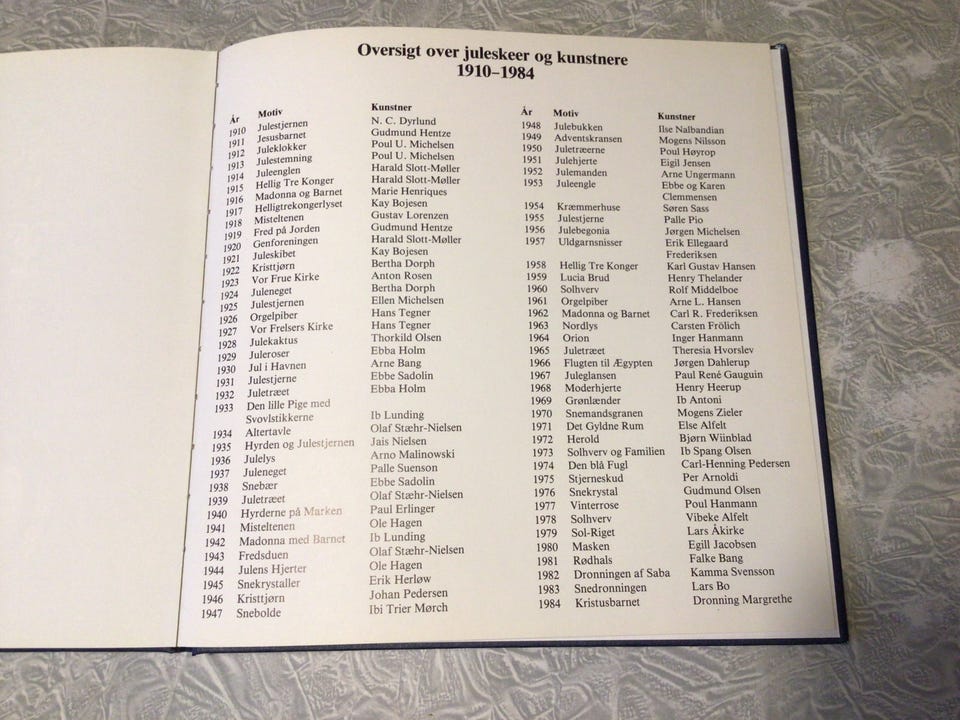 Oversigt over juleskeer og kunstnere
1910–1984
År Motiv Kunstner
1910 Julestjernen N. C. Dyrlund
1911 Jesusbarnet Gudmund Hentze
1912 Juleklokker Poul U. Michelsen
1913 Julestemning Poul U. Michelsen
1914 Juleenglen Harald Slott-Møller
1915 Hellig Tre Konger Harald Slott-Møller
1916 Madonna og Barnet Marie Henriques
1917 Helligtrekongerlyset Kay Bojesen
1918 Misteltenen Gustav Lorenzen
1919 Fred på Jorden Gudmund Hentze
1920 Genforeningen Harald Slott-Møller
1921 Juleskibet Kay Bojesen
1922 Kristtjørn Bertha Dorph
1923 Vor Frue Kirke Anton Rosen
1924 Juleneget Bertha Dorph
1925 Julestjernen Ellen Michelsen
1926 Orgelpiber Hans Tegner
1927 Vor Frelsers Kirke Hans Tegner
1928 Julekaktus Thorkild Olsen
1929 Juleroser Ebba Holm
1930 Jul i Havnen Arne Bang
1931 Julestjerne Ebbe Sadolin
1932 Juletræet Ebba Holm
1933 Den lille Pige med
Svovlstikkerne Ib Lunding
1934 Altertavle Olaf Stæhr-Nielsen
1935 Hyrden og Julestjernen Jais Nielsen
1936 Julelys Arno Malinowski
1937 Juleneget Palle Suenson
1938 Snebær Ebbe Sadolin
1939 Juletræet Olaf Stæhr-Nielsen
1940 Hyrderne på Marken Paul Erlinger
1941 Misteltenen Ole Hagen
1942 Madonna med Barnet Ib Lunding
1943 Fredsduen Olaf Stæhr-Nielsen
1944 Julens Hjerter Ole Hagen
1945 Snekrystaller Erik Herløw
1946 Kristtjørn Johan Pedersen
1947 Snebolde Ibi Trier Mørch
År Motiv Kunstner
1948 Julebukken Ilse Nalbandian
1949 Adventskransen Mogens Nilsson
1950 Juletræerne Poul Høyrop
1951 Julehjerte Eigil Jensen
1952 Julemanden Arne Ungermann
1953 Juleengle Ebbe og Karen
Clemmensen
1954 Kræmmerhuse Søren Sass
1955 Julestjerne Palle Pio
1956 Julebegonia Jørgen Michelsen
1957 Uldgarnsnisser Erik Ellegaard
Frederiksen
1958 Hellig Tre Konger Karl Gustav Hansen
1959 Lucia Brud Henry Thelander
1960 Solhverv Rolf Middelboe
1961 Orgelpiber Arne L. Hansen
1962 Madonna og Barnet Carl R. Frederiksen
1963 Nordlys Carsten Frölich
1964 Orion Inger Hanmann
1965 Juletræet Theresia Hvorslev
1966 Flugten til Ægypten Jørgen Dahlerup
1967 Juleglansen Paul René Gauguin
1968 Moderhjerte Henry Heerup
1969 Grønlænder Ib Antoni
1970 Snemandsgranen Mogens Zieler
1971 Det Gyldne Rum Else Alfelt
1972 Herold Bjørn Wiinblad
1973 Solhverv og Familien Ib Spang Olsen
1974 Den blå Fugl Carl-Henning Pedersen
1975 Stjerneskud Per Arnoldi
1976 Snekrystal Gudmund Olsen
1977 Vinterrose Poul Hanmann
1978 Solhverv Vibeke Alfelt
1979 Sol-Riget Lars Åkirke
1980 Masken Egill Jacobsen
1981 Rødhals Falke Bang
1982 Dronningen af Saba Kamma Svensson
1983 Snedronningen Lars Bo
1984 Kristusbarnet Dronning Margrethe